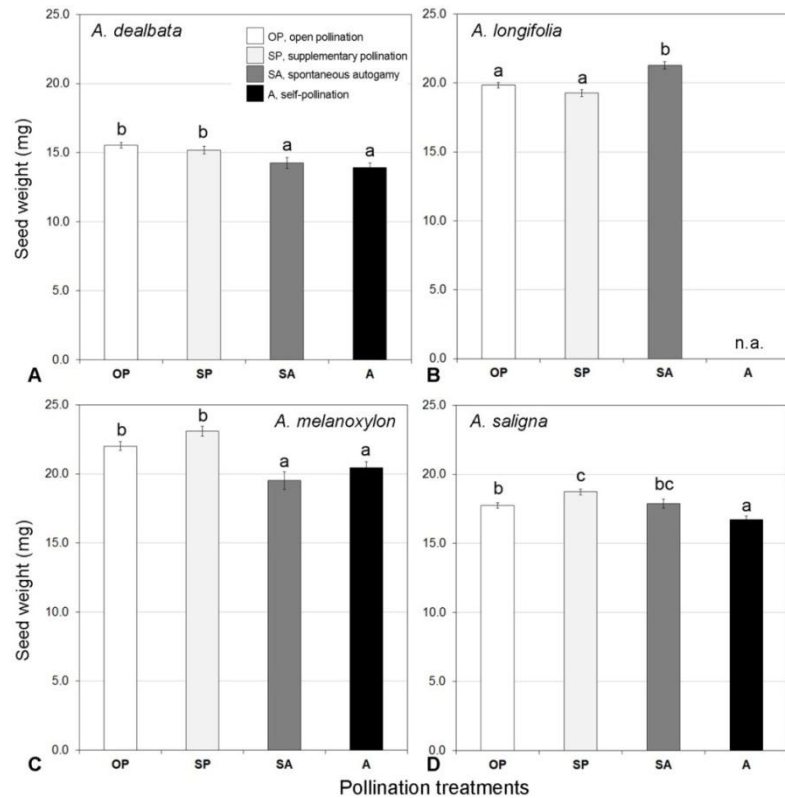 A. dealbata
OP, open pollination
SP, supplementary pollination
SA, spontaneous autogamy
A, self-pollination
25.0
20.0
15.0
10.0
5.0
0.0
Seed weight (mg)
b
b
a
a
A
OP
SP
SA
A
A. longifolia
25.0
20.0
15.0
10.0
5.0
0.0
a
a
b
n.a.
B
OP
SP
SA
A
A. melanoxylon
25.0
20.0
15.0
10.0
5.0
0.0
Seed weight (mg)
b
b
a
a
C
OP
SP
SA
A
A. saligna
25.0
20.0
15.0
10.0
5.0
0.0
b
c
bc
a
D
OP
SP
SA
A
Pollination treatments